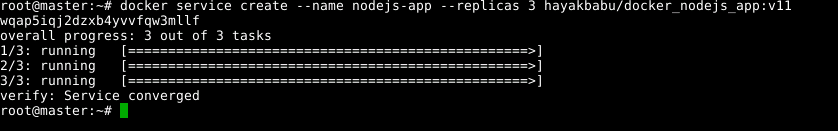 root@master:~# docker service create --name nodejs-app --replicas 3 hayakbabu/docker_nodejs_app:v11
wqap5iqj2dzxb4yvvfqw3mllf
overall progress: 3 out of 3 tasks
1/3: running   [==================================================>]
2/3: running   [==================================================>]
3/3: running   [==================================================>]
verify: Service converged
root@master:~#